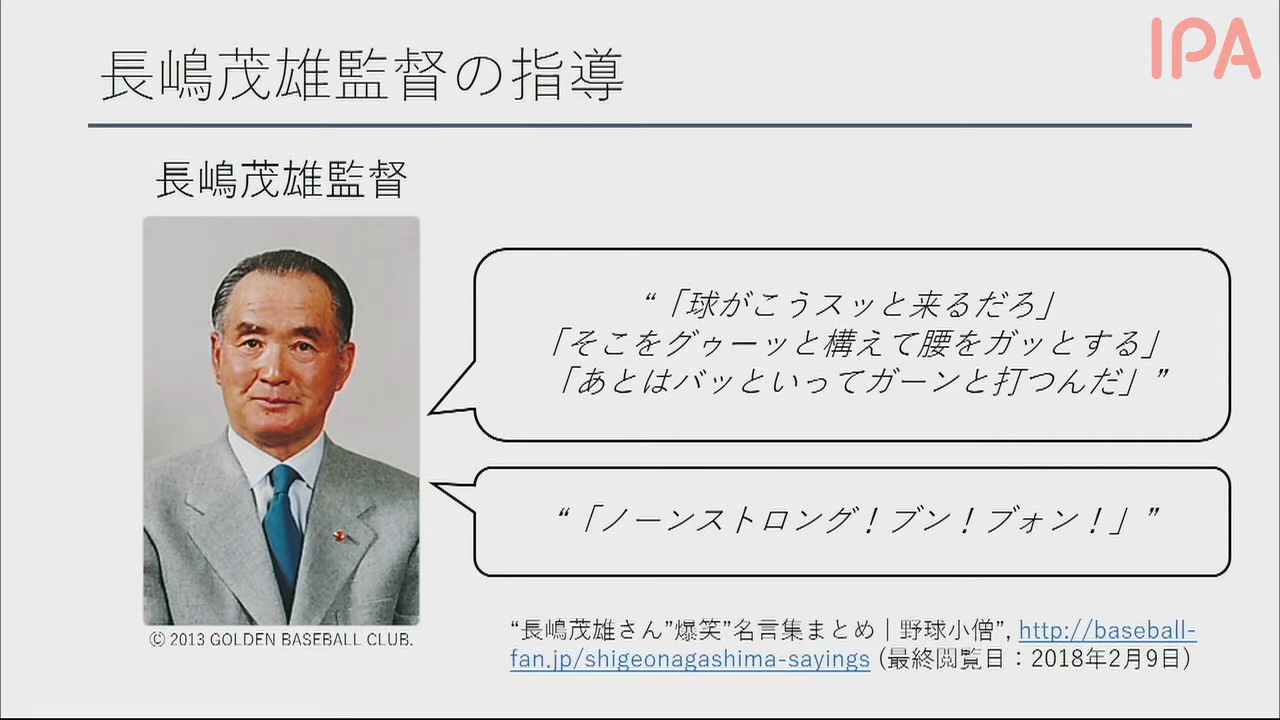 IPA
長嶋茂雄監督の指導
長嶋茂雄監督
“「球がこうスッと来るだろ」
「そこをグゥーッと構えて腰をガッとする」
「あとはバッといってガーンと打つんだ」”
“「ノーンストロング！ブン！ブォン！」”
© 2013 GOLDEN BASEBALL CLUB.
“長嶋茂雄さん”爆笑”名言集まとめ｜野球小僧”, http://baseball-
fan.jp/shigeonagashima-sayings (最終閲覧日：2018年2月9日)